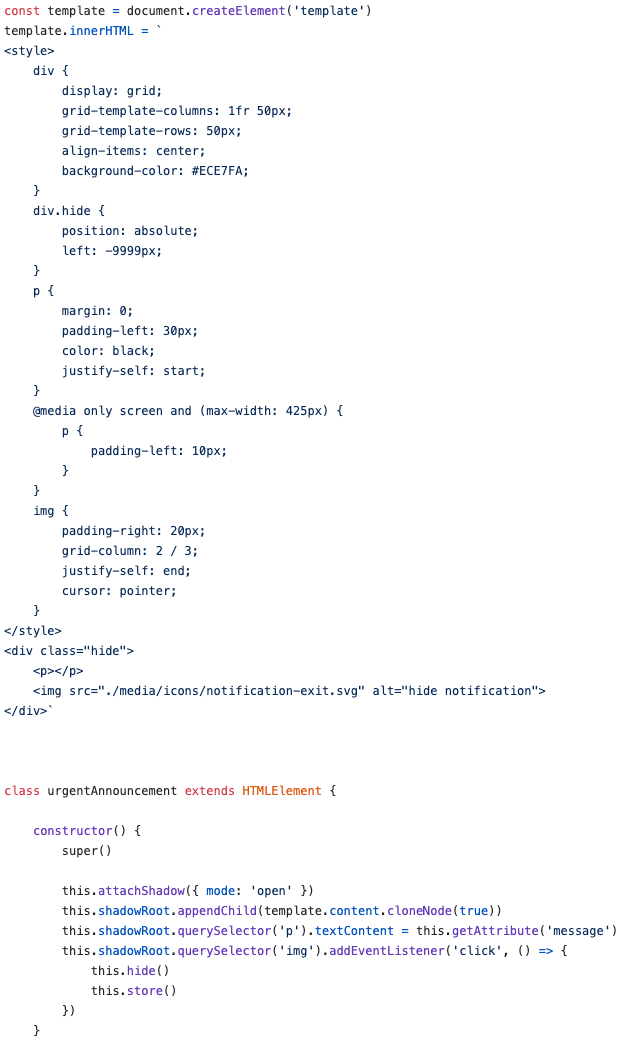 const template = document.createElement('template')
template.innerHTML = `
<style>
    div {
        display: grid;
        grid-template-columns: 1fr 50px;
        grid-template-rows: 50px;
        align-items: center;
        background-color: #ECE7FA;
    }
    div.hide {
        position: absolute;
        left: -9999px;
    }
    p {
        margin: 0;
        padding-left: 30px;
        color: black;
        justify-self: start;
    }
    @media only screen and (max-width: 425px) {
        p {
            padding-left: 10px;
        }
    }
    img {
        padding-right: 20px;
        grid-column: 2 / 3;
        justify-self: end;
        cursor: pointer;
    }
</style>
<div class="hide">
    <p></p>
    <img src="./media/icons/notification-exit.svg" alt="hide notification">
</div>`
class urgentAnnouncement extends HTMLElement {
    constructor() {
        super()
        this.attachShadow({ mode: 'open' })
        this.shadowRoot.appendChild(template.content.cloneNode(true))
        this.shadowRoot.querySelector('p').textContent = this.getAttribute('message')
        this.shadowRoot.querySelector('img').addEventListener('click', () => {
            this.hide()
            this.store()
        })
    }